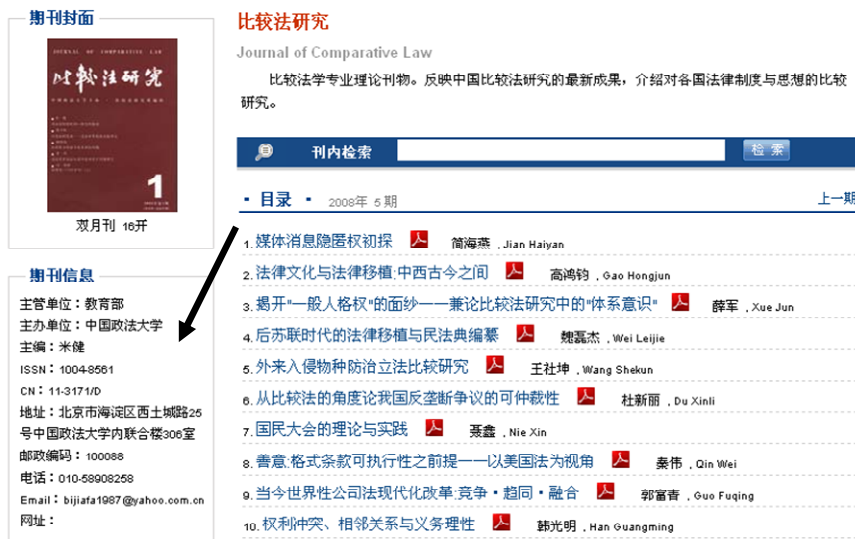 期刊封面
JOURNAL OF COMPARATIVE LAW
比较法研究
1
双月刊 16开
期刊信息
主管单位：教育部
主办单位：中国政法大学
主编：米健
ISSN：1004-8561
CN：11-3171/D
地址：北京市海淀区西土城路25
号中国政法大学内联合楼306室
邮政编码：100088
电话：010-58908258
Email：bijiafa1987@yahoo.com.cn
网址：
比较法研究
Journal of Comparative Law
比较法学专业理论刊物。反映中国比较法研究的最新成果，介绍对各国法律制度与思想的比较
研究。
刊内检索 检索
▪ 目录 ▪ 2008年 5期 上一期
1. 媒体消息隐匿权初探 简海燕 , Jian Haiyan
2. 法律文化与法律移植:中西古今之间 高鸿钧 , Gao Hongjun
3. 揭开"一般人格权"的面纱——兼论比较法研究中的"体系意识" 薛军 , Xue Jun
4. 后苏联时代的法律移植与民法典编纂 魏磊杰 , Wei Leijie
5. 外来入侵物种防治立法比较研究 王社坤 , Wang Shekun
6. 从比较法的角度论我国反垄断争议的可仲裁性 杜新丽 , Du Xinli
7. 国民大会的理论与实践 聂鑫 , Nie Xin
8. 善意:格式条款可执行性之前提——以美国法为视角 秦伟 , Qin Wei
9. 当今世界性公司法现代化改革:竞争·趋同·融合 郭富青 , Guo Fuqing
10. 权利冲突、相邻关系与义务理性 韩光明 , Han Guangming